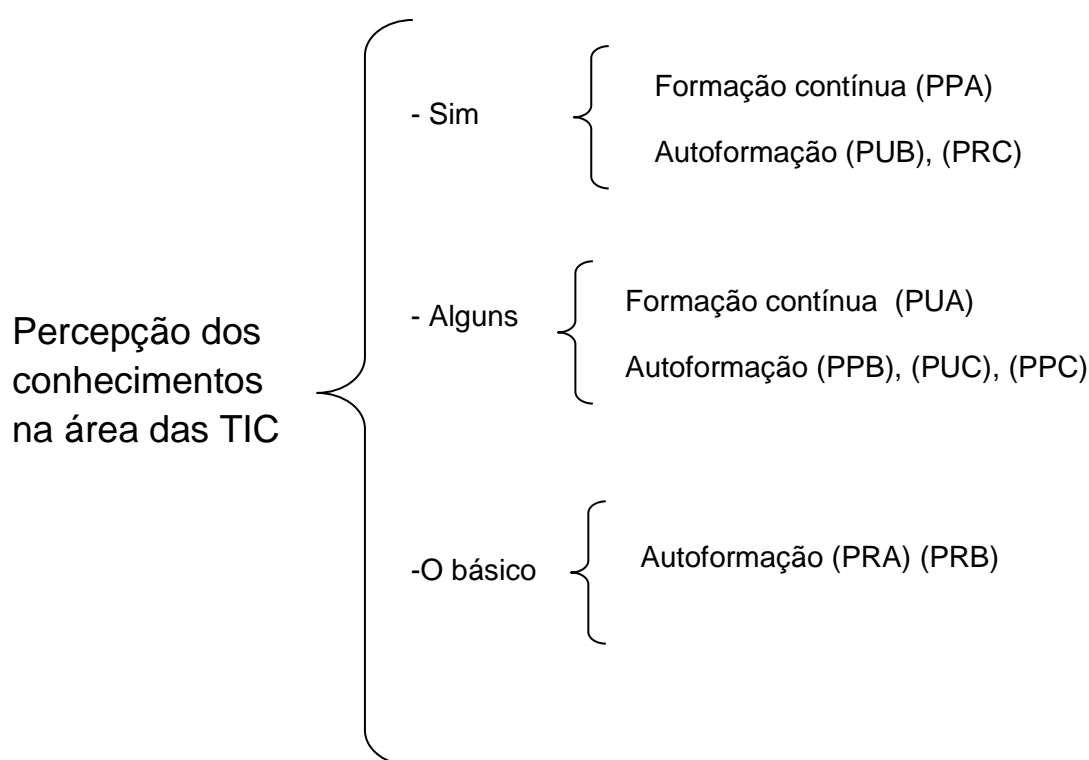 Percepção dos
conhecimentos
na área das TIC
- Sim
Formação contínua (PPA)
Autoformação (PUB), (PRC)
- Alguns
Formação contínua  (PUA)
Autoformação (PPB), (PUC), (PPC)
-O básico
Autoformação (PRA) (PRB)